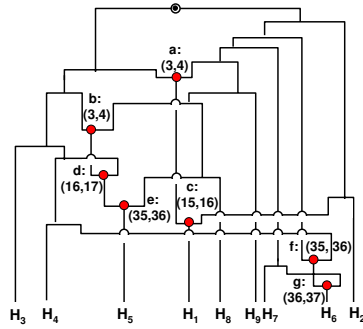 a:
(3,4)
b:
(3,4)
d:
(16,17)
e:
(35,36)
c:
(15,16)
f:
(35, 36)
g:
(36,37)
H3 H4 H5 H1 H8 H9 H7 H6 H2